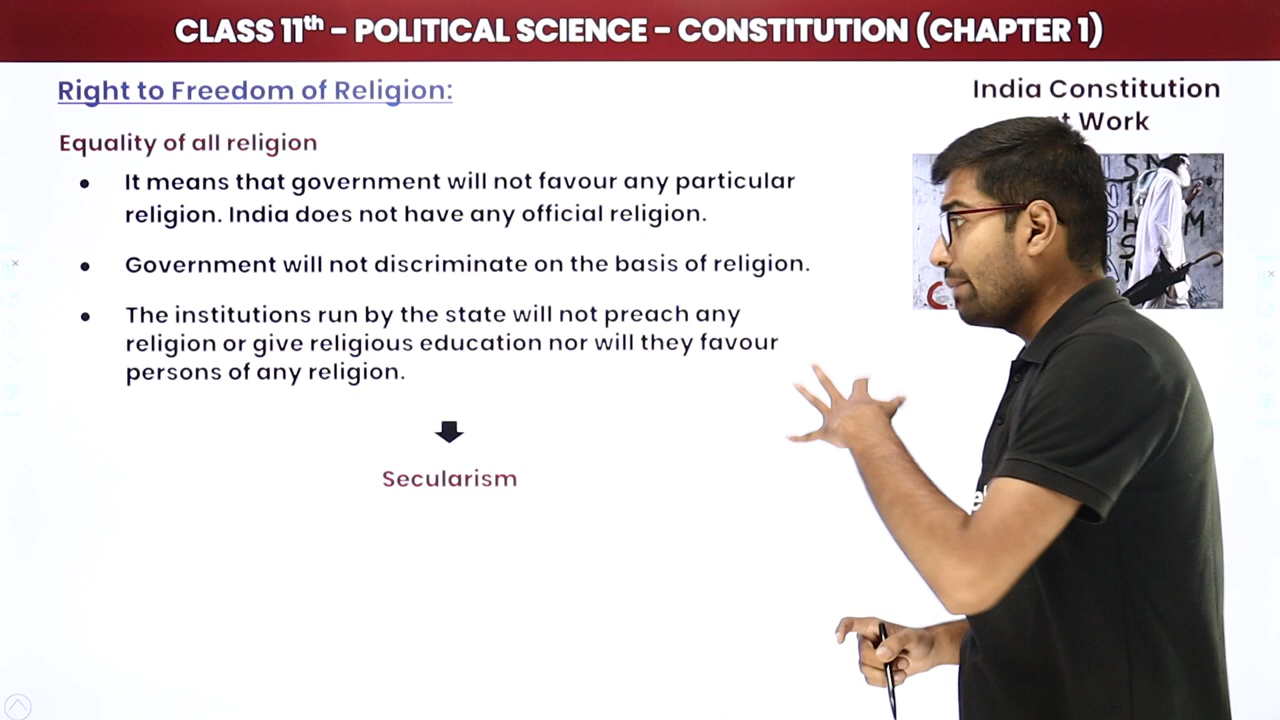 CLASS 11th - POLITICAL SCIENCE - CONSTITUTION (CHAPTER 1)
Right to Freedom of Religion:
India Constitution
Work
Equality of all religion
● It means that government will not favour any particular
religion. India does not have any official religion.
● Government will not discriminate on the basis of religion.
● The institutions run by the state will not preach any
religion or give religious education nor will they favour
persons of any religion.
Secularism